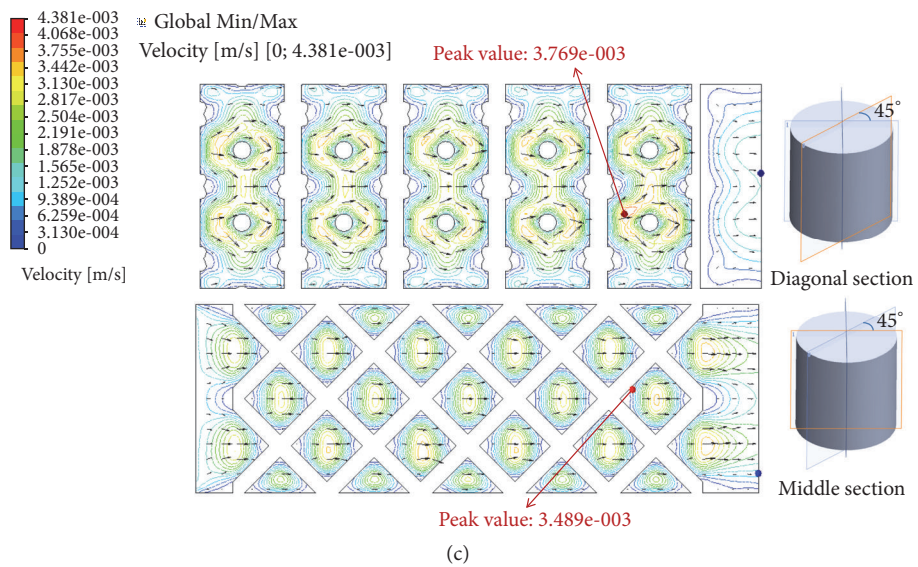 4.381e-003
4.068e-003
3.755e-003
3.442e-003
3.130e-003
2.817e-003
2.504e-003
2.191e-003
1.878e-003
1.565e-003
1.252e-003
9.389e-004
6.259e-004
3.130e-004
0
Velocity [m/s]
Global Min/Max
Velocity [m/s] [0; 4.381e-003]
Peak value: 3.769e-003
45°
Diagonal section
45°
Middle section
Peak value: 3.489e-003
(c)